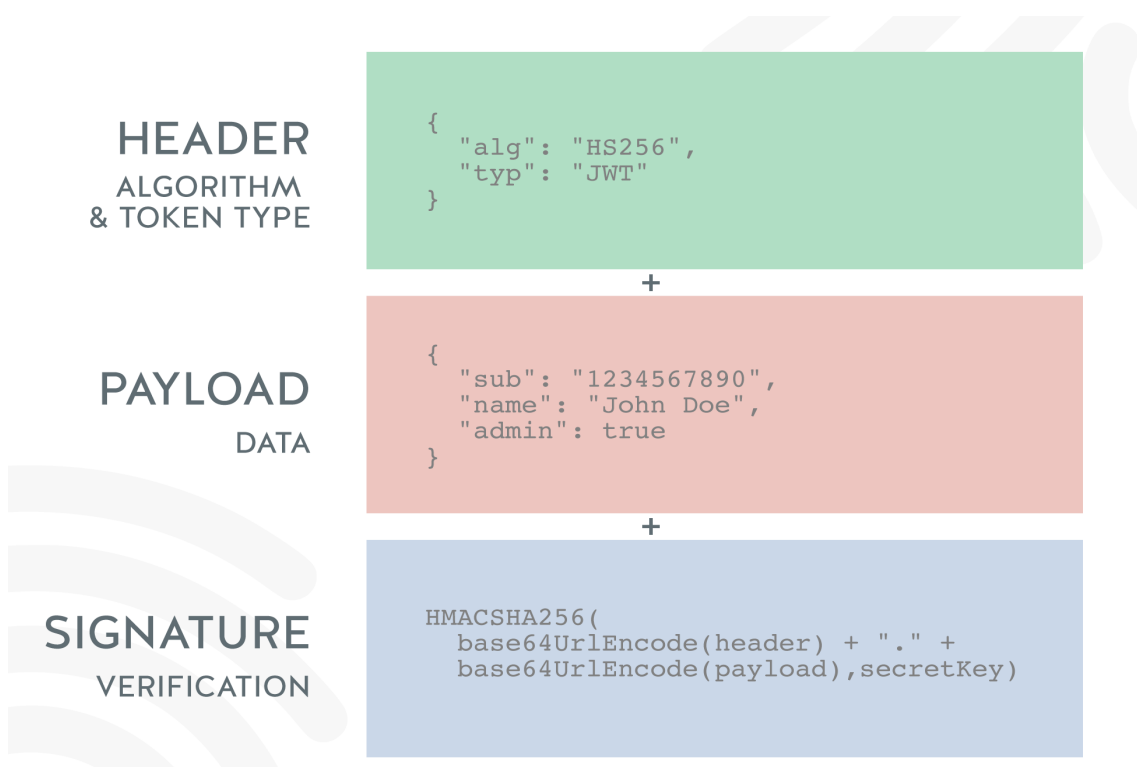 HEADER
ALGORITHM
& TOKEN TYPE
{
"alg": "HS256",
"typ": "JWT"
}
+
PAYLOAD
DATA
{
"sub": "1234567890",
"name": "John Doe",
"admin": true
}
+
SIGNATURE
VERIFICATION
HMACSHA256(
base64UrlEncode(header) + "." +
base64UrlEncode(payload),secretKey)